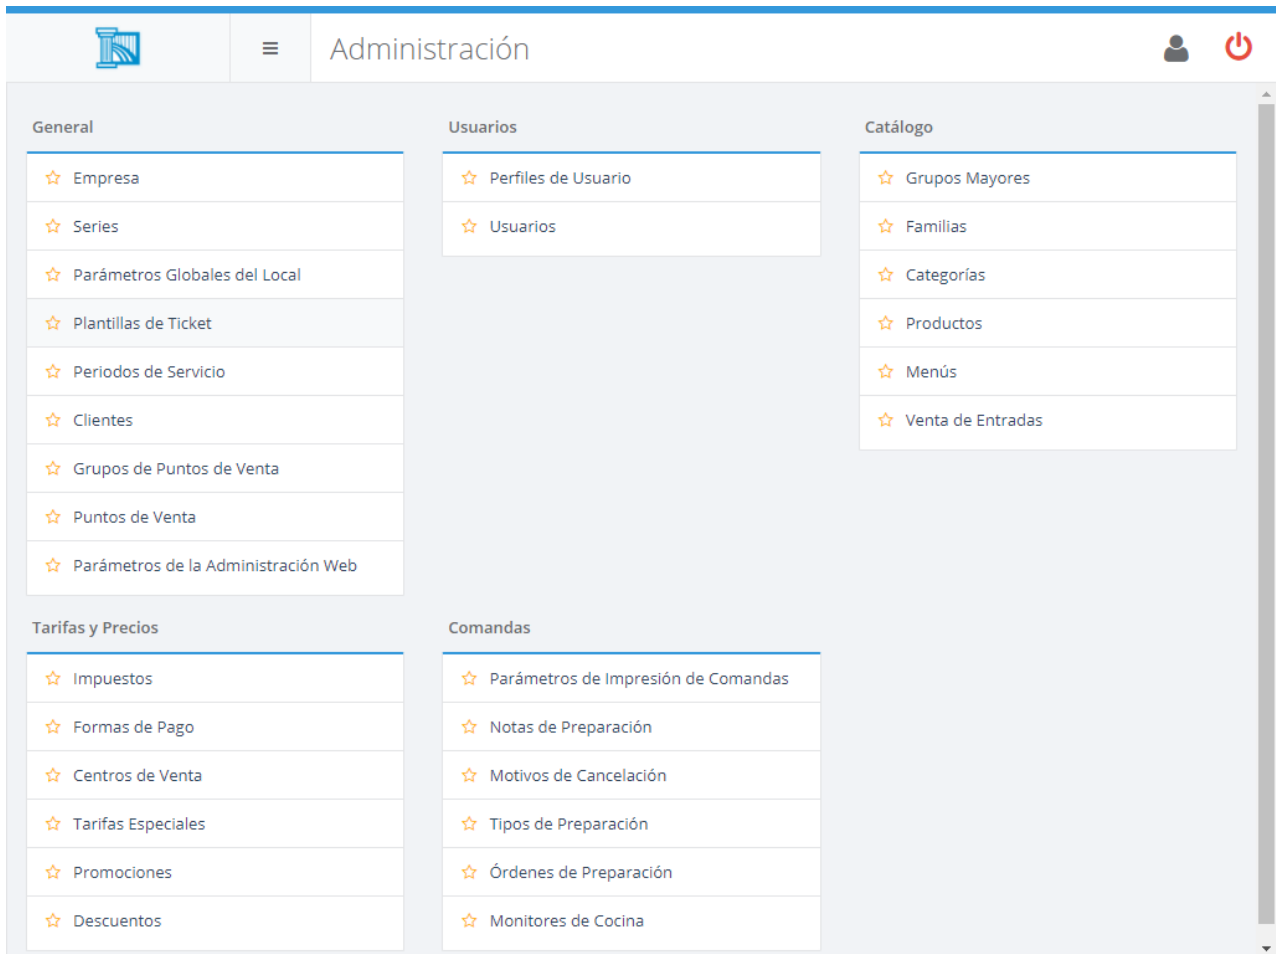 Administración
General
Empresa
Series
Parámetros Globales del Local
Plantillas de Ticket
Periodos de Servicio
Clientes
Grupos de Puntos de Venta
Puntos de Venta
Parámetros de la Administración Web
Usuarios
Perfiles de Usuario
Usuarios
Catálogo
Grupos Mayores
Familias
Categorías
Productos
Menús
Venta de Entradas
Tarifas y Precios
Impuestos
Formas de Pago
Centros de Venta
Tarifas Especiales
Promociones
Descuentos
Comandas
Parámetros de Impresión de Comandas
Notas de Preparación
Motivos de Cancelación
Tipos de Preparación
Órdenes de Preparación
Monitores de Cocina